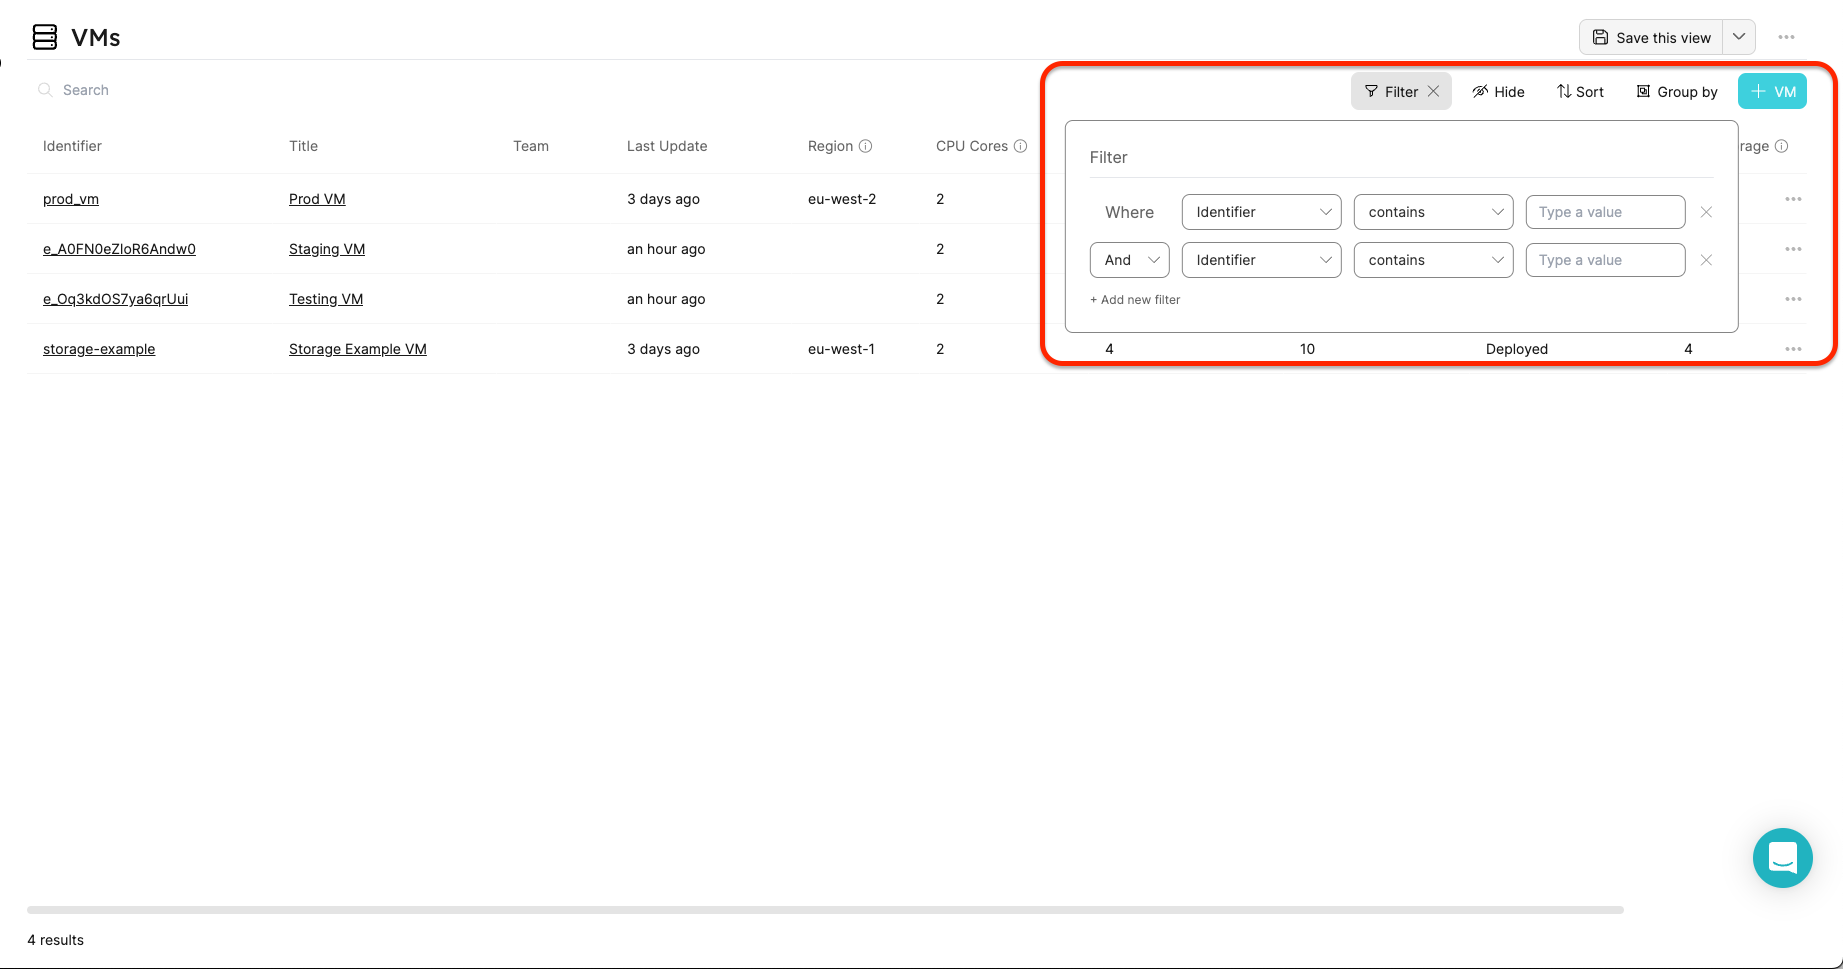 VMs
Save this view
Search
Filter Hide Sort Group by VM
Identifier Title Team Last Update Region CPU Cores rage
Filter
Where Identifier contains Type a value
And Identifier contains Type a value
+ Add new filter
prod_vm Prod VM 3 days ago eu-west-2 2
e_A0FN0eZloR6Andw0 Staging VM an hour ago 2
e_Oq3kdOS7ya6qrUui Testing VM an hour ago 2
storage-example Storage Example VM 3 days ago eu-west-1 2 4 10 Deployed 4
4 results